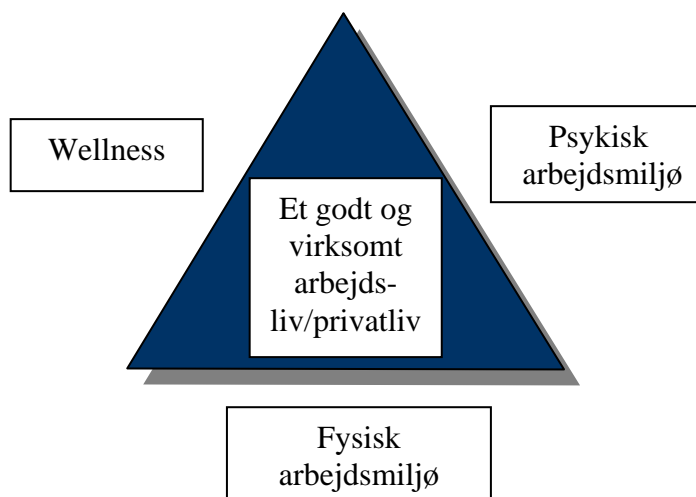 Wellness
Psykisk
arbejdsmiljø
Et godt og
virksomt
arbejds-
liv/privatliv
Fysisk
arbejdsmiljø